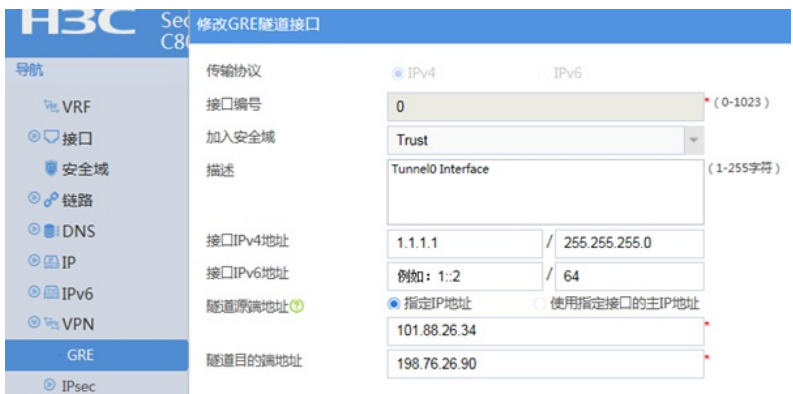 H3C Sec
C80
修改GRE隧道接口
导航
VRF
接口
安全域
链路
DNS
IP
IPv6
VPN
GRE
IPsec
传输协议 IPv4 IPv6
接口编号 0 * (0-1023)
加入安全域 Trust
描述 Tunnel0 Interface (1-255字符)
接口IPv4地址 1.1.1.1 / 255.255.255.0
接口IPv6地址 例如：1::2 / 64
隧道源端地址? 指定IP地址 使用指定接口的主IP地址
101.88.26.34 *
隧道目的端地址 198.76.26.90 *